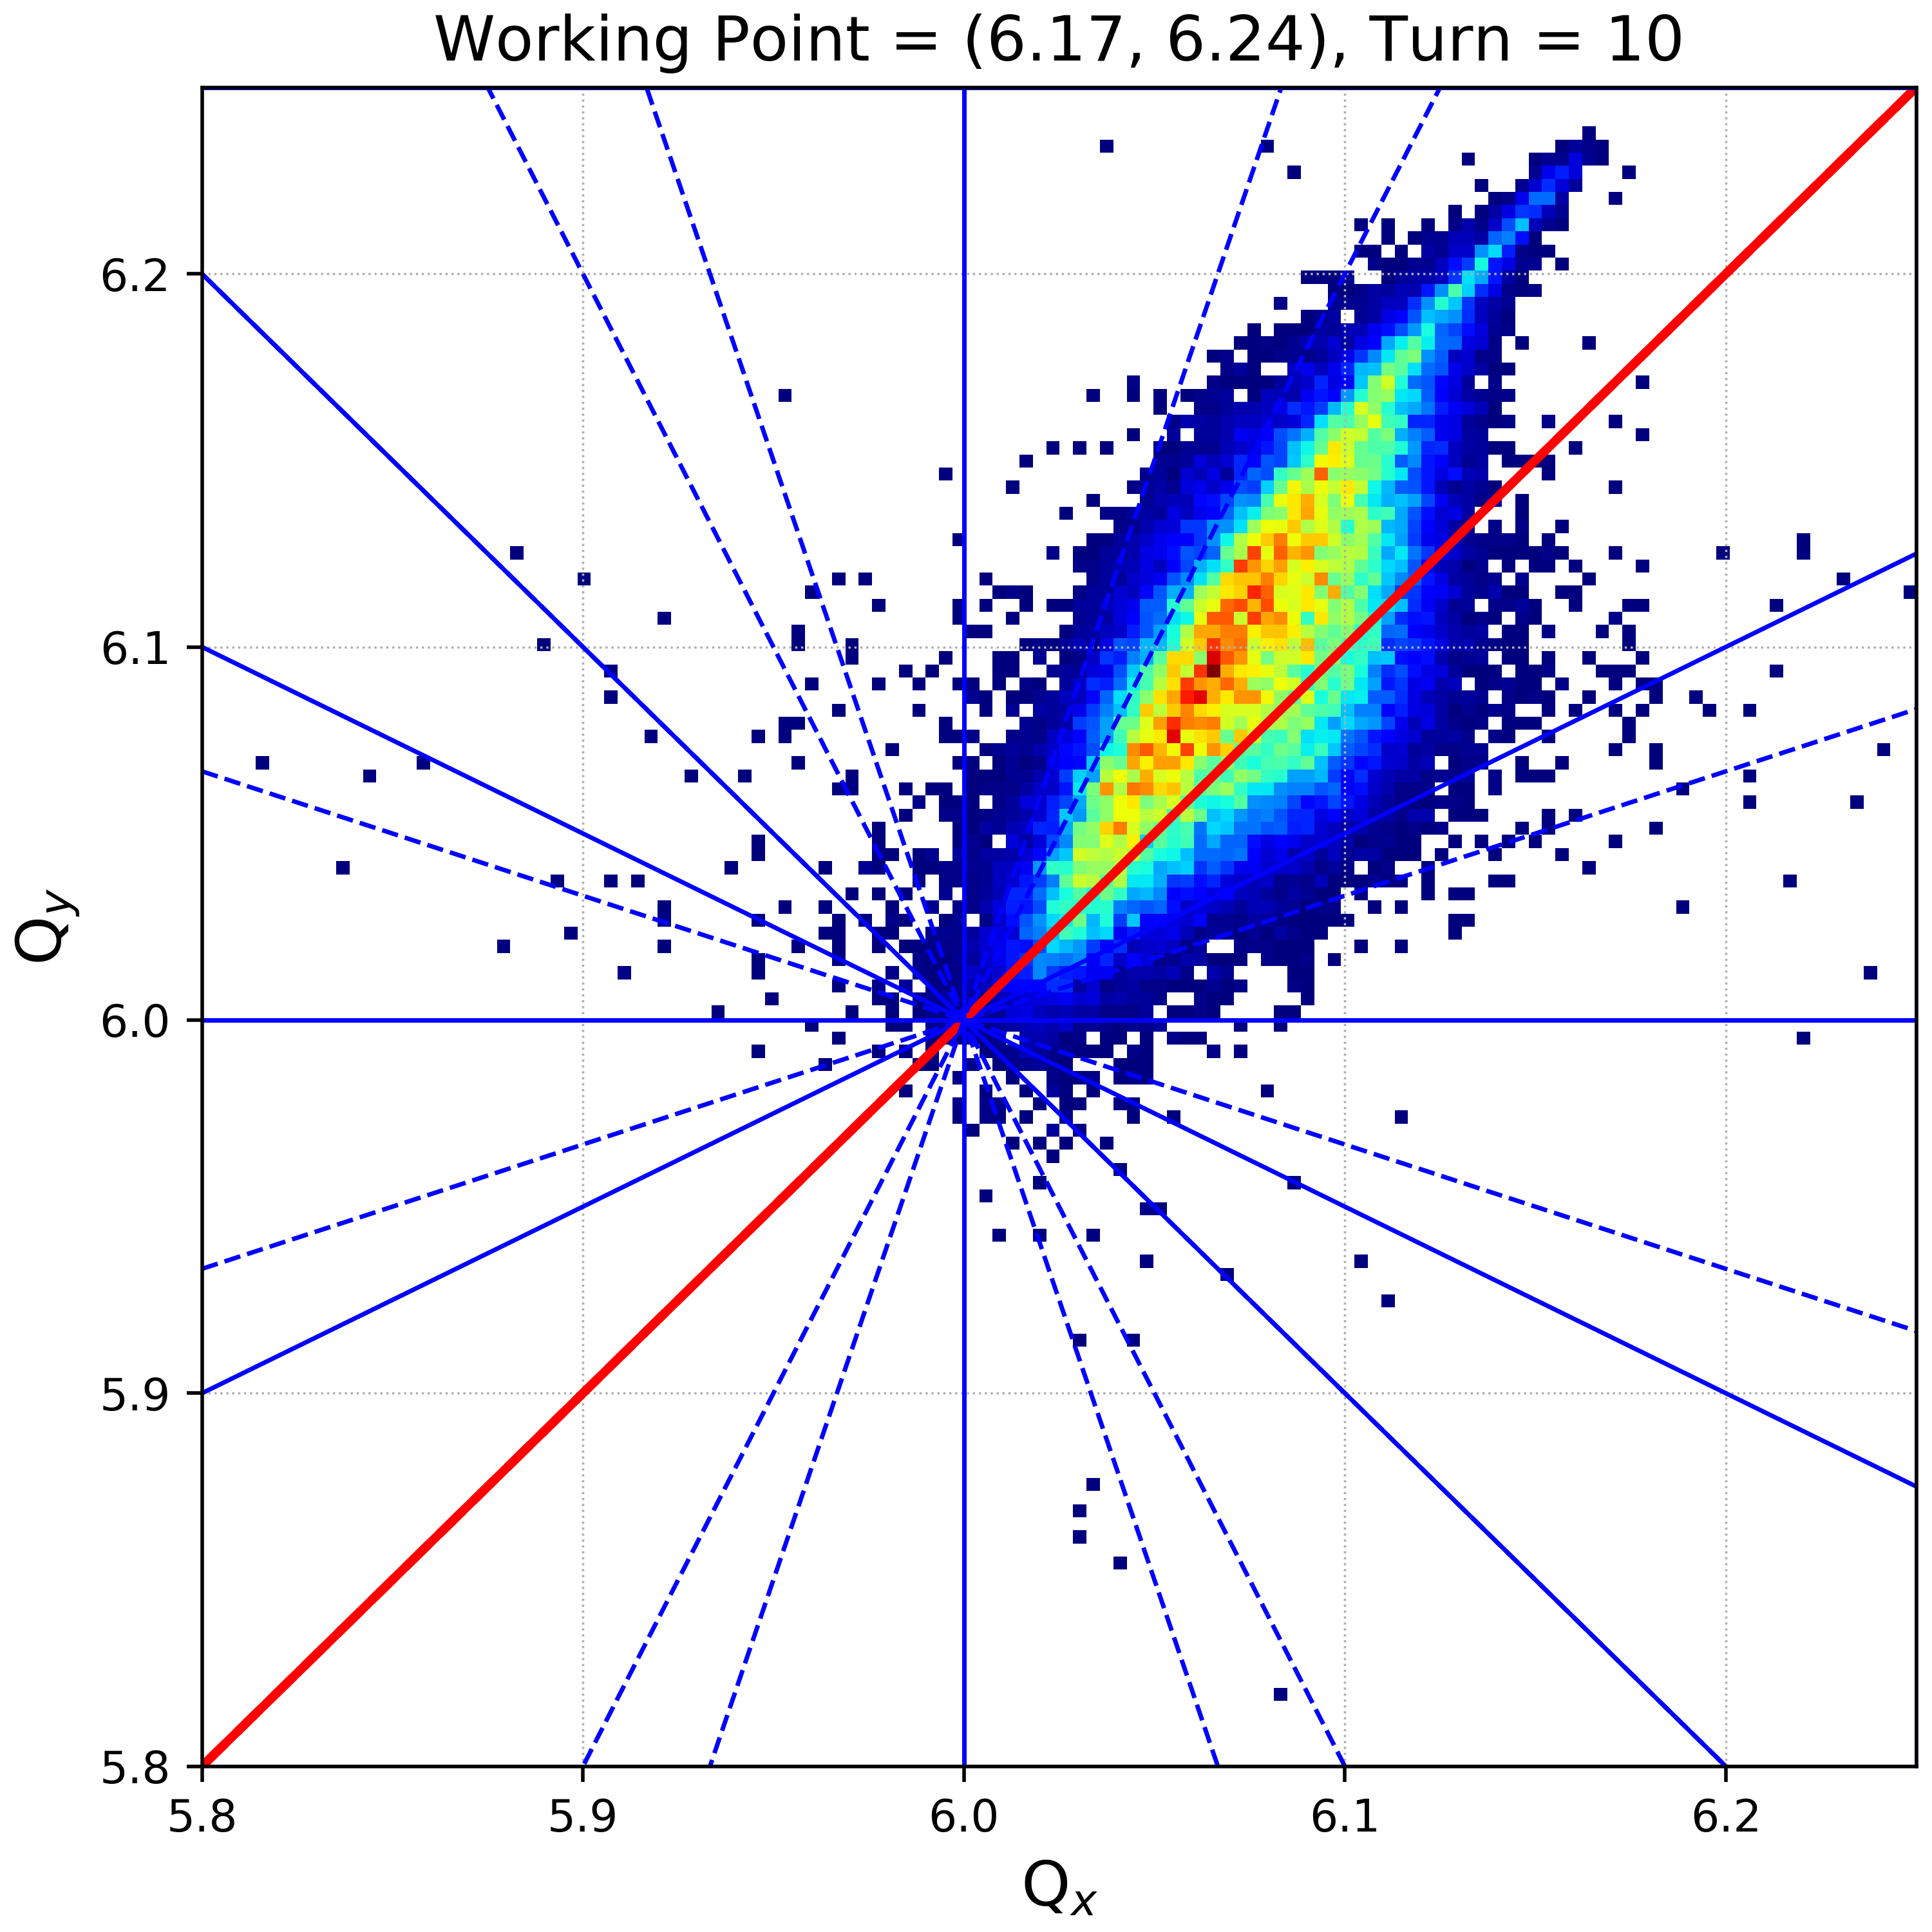 Working Point = (6.17, 6.24), Turn = 10
6.2
6.1
6.0
5.9
5.8
Qy
5.8 5.9 6.0 6.1 6.2
Qx